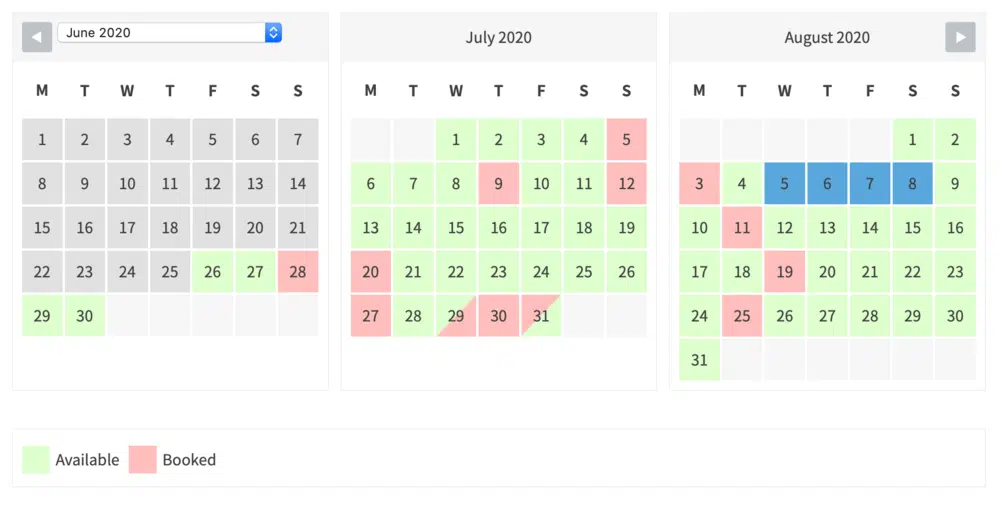 June 2020
M T W T F S S
1 2 3 4 5 6 7
8 9 10 11 12 13 14
15 16 17 18 19 20 21
22 23 24 25 26 27 28
29 30
July 2020
M T W T F S S
1 2 3 4 5
6 7 8 9 10 11 12
13 14 15 16 17 18 19
20 21 22 23 24 25 26
27 28 29 30 31
August 2020
M T W T F S S
1 2
3 4 5 6 7 8 9
10 11 12 13 14 15 16
17 18 19 20 21 22 23
24 25 26 27 28 29 30
31
Available Booked